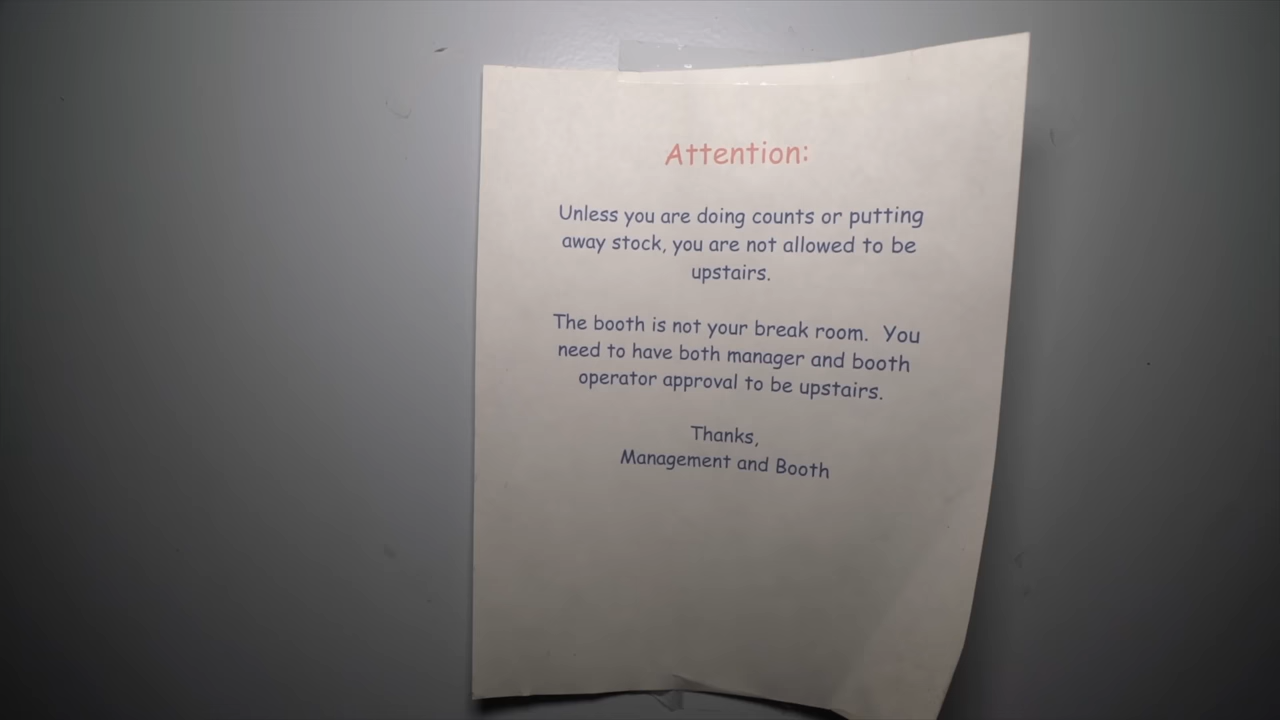 Attention:
Unless you are doing counts or putting
away stock, you are not allowed to be
upstairs.
The booth is not your break room.  You
need to have both manager and booth
operator approval to be upstairs.
Thanks,
Management and Booth